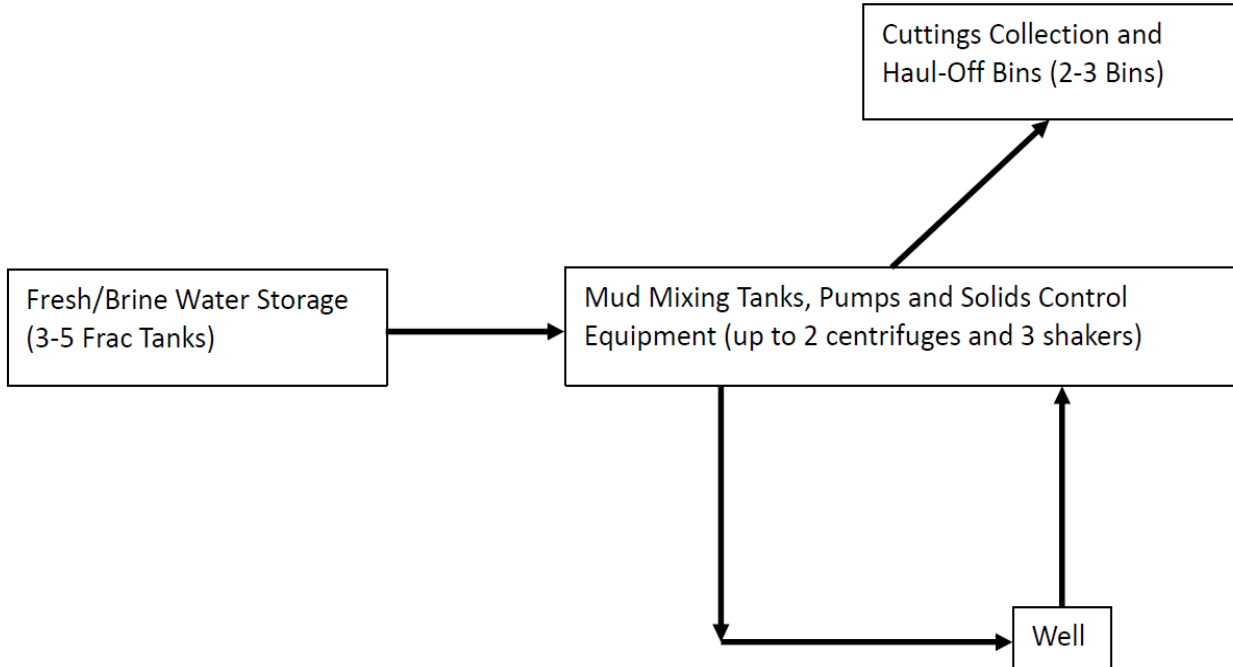 Cuttings Collection and
Haul-Off Bins (2-3 Bins)
Fresh/Brine Water Storage
(3-5 Frac Tanks)
Mud Mixing Tanks, Pumps and Solids Control
Equipment (up to 2 centrifuges and 3 shakers)
Well